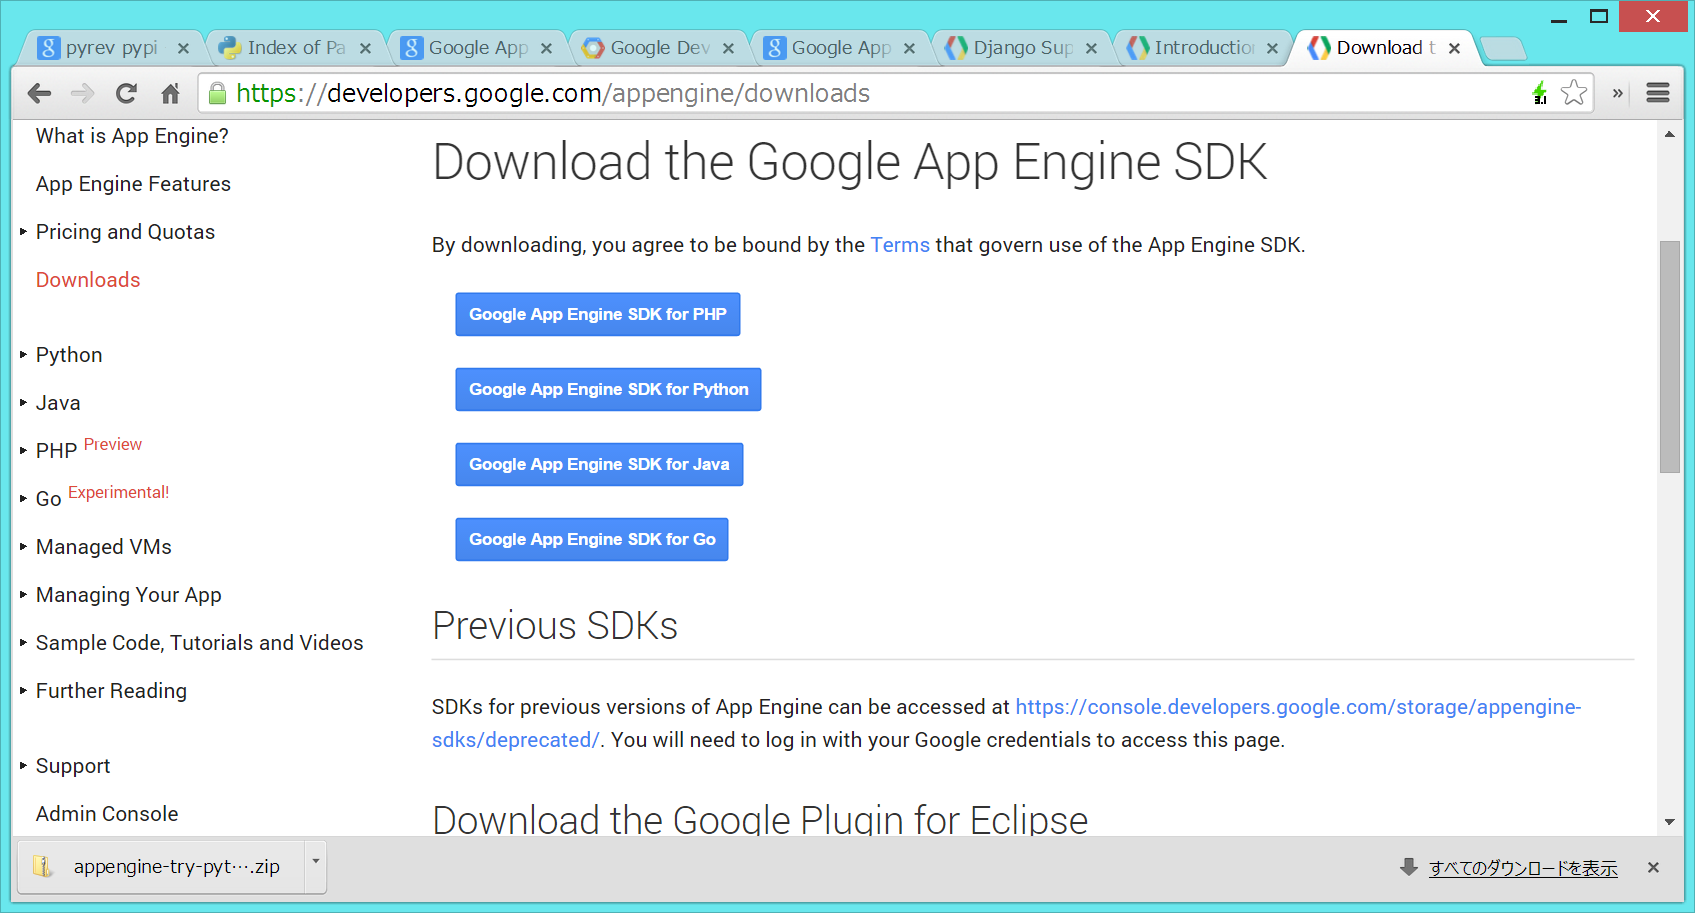 pyrev pypi
Index of Pa
Google App
Google Dev
Google App
Django Sup
Introduction
Download t
https://developers.google.com/appengine/downloads
3.1
»
What is App Engine?
App Engine Features
Pricing and Quotas
Downloads
Python
Java
PHP Preview
Go Experimental!
Managed VMs
Managing Your App
Sample Code, Tutorials and Videos
Further Reading
Support
Admin Console
Download the Google App Engine SDK
By downloading, you agree to be bound by the Terms that govern use of the App Engine SDK.
Google App Engine SDK for PHP
Google App Engine SDK for Python
Google App Engine SDK for Java
Google App Engine SDK for Go
Previous SDKs
SDKs for previous versions of App Engine can be accessed at https://console.developers.google.com/storage/appengine-
sdks/deprecated/. You will need to log in with your Google credentials to access this page.
Download the Google Plugin for Eclipse
appengine-try-pyt···.zip
すべてのダウンロードを表示